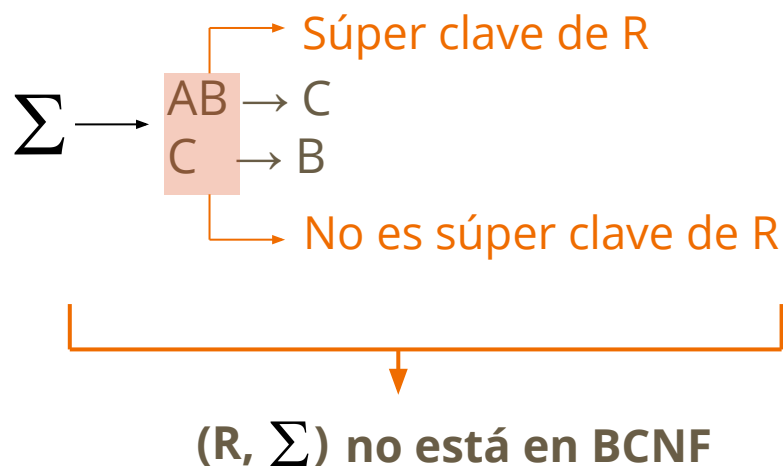 Súper clave de R
∑ AB → C
C → B
No es súper clave de R
(R, ∑) no está en BCNF